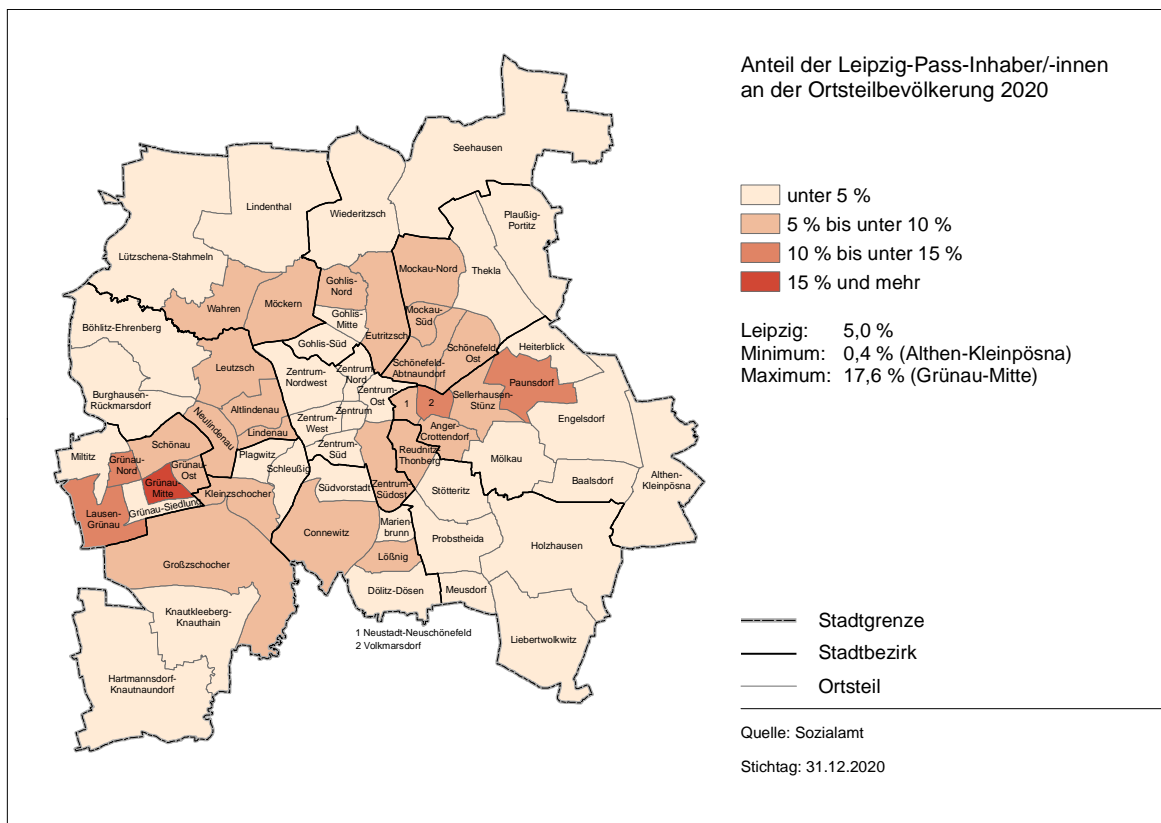 Anteil der Leipzig-Pass-Inhaber/-innen
an der Ortsteilbevölkerung 2020
unter 5 %
5 % bis unter 10 %
10 % bis unter 15 %
15 % und mehr
Leipzig: 5,0 %
Minimum: 0,4 % (Althen-Kleinpösna)
Maximum: 17,6 % (Grünau-Mitte)
Seehausen
Lindenthal
Wiederitzsch
Plaußig-
Portitz
Lützschena-Stahmeln
Mockau-Nord
Thekla
Gohlis-
Nord
Wahren
Möckern
Mockau-
Süd
Gohlis-
Mitte
Böhlitz-Ehrenberg
Eutritzsch
Gohlis-Süd
Schönefeld-
Ost
Heiterblick
Leutzsch
Zentrum-
Nordwest
Zentrum-
Nord
Schönefeld-
Abtnaundorf
Paunsdorf
Burghausen-
Rückmarsdorf
Zentrum-
Ost
Sellerhausen-
Stünz
1
2
Altlindenau
Neulindenau
Zentrum
Zentrum-
West
Engelsdorf
Lindenau
Anger-
Crottendorf
Schönau
Zentrum-
Süd
Reudnitz-
Thonberg
Miltitz
Grünau-
Nord
Plagwitz
Schleußig
Mölkau
Grünau-
Ost
Althen-
Kleinpösna
Grünau-
Mitte
Baalsdorf
Südvorstadt
Zentrum-
Südost
Stötteritz
Kleinzschocher
Grünau-Siedlung
Lausen-
Grünau
Marien-
brunn
Connewitz
Probstheida
Holzhausen
Lößnig
Großzschocher
Dölitz-Dösen
Meusdorf
Knautkleeberg-
Knauthain
Liebertwolkwitz
Hartmannsdorf-
Knautnaundorf
1 Neustadt-Neuschönefeld
2 Volkmarsdorf
Stadtgrenze
Stadtbezirk
Ortsteil
Quelle: Sozialamt
Stichtag: 31.12.2020